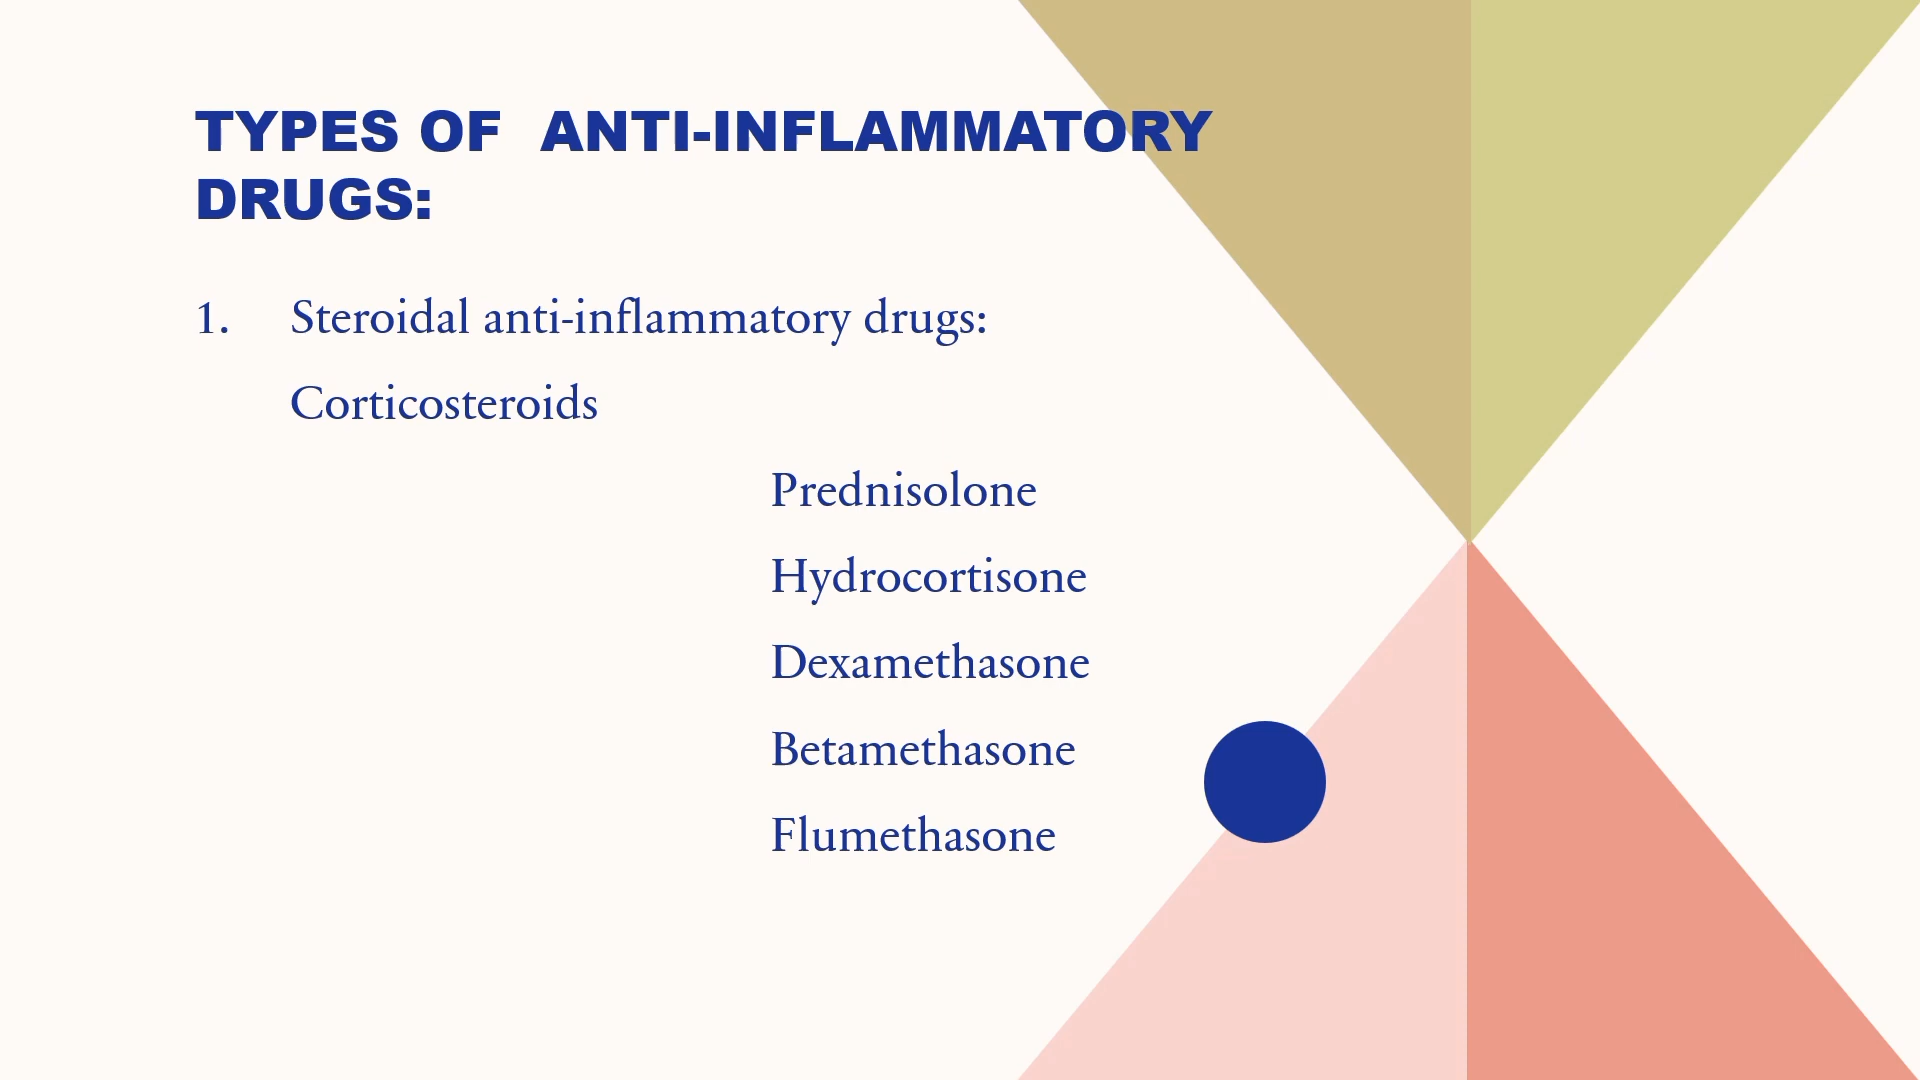 TYPES OF  ANTI-INFLAMMATORY
DRUGS:
1. Steroidal anti-inflammatory drugs:
Corticosteroids
Prednisolone
Hydrocortisone
Dexamethasone
Betamethasone
Flumethasone